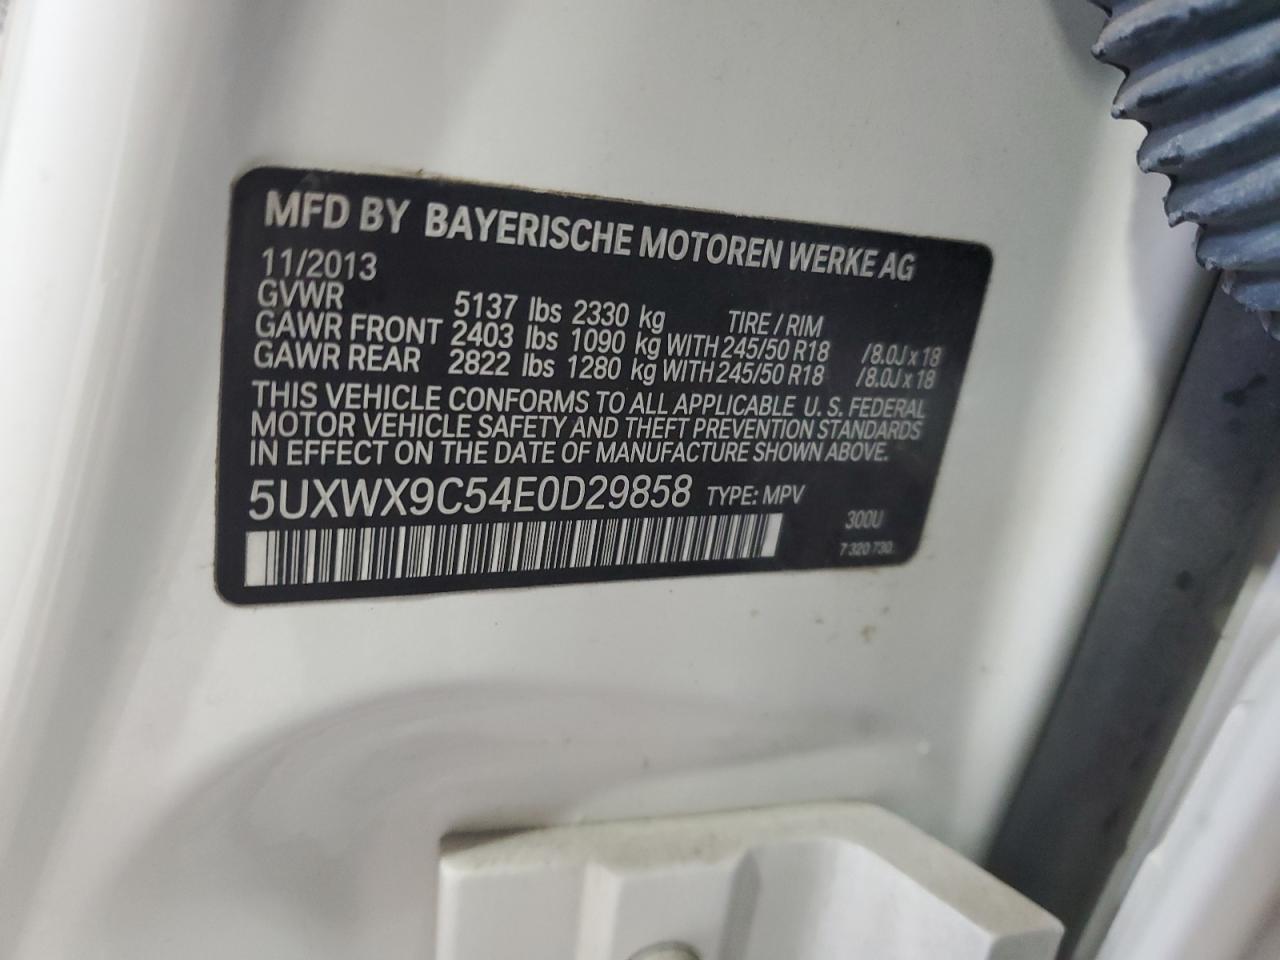 MFD BY BAYERISCHE MOTOREN WERKE AG
11/2013
GVWR 5137 lbs 2330 kg TIRE / RIM
GAWR FRONT 2403 lbs 1090 kg WITH 245/50 R18 /8.0J x 18
GAWR REAR 2822 lbs 1280 kg WITH 245/50 R18 /8.0J x 18
THIS VEHICLE CONFORMS TO ALL APPLICABLE U. S. FEDERAL
MOTOR VEHICLE SAFETY AND THEFT PREVENTION STANDARDS
IN EFFECT ON THE DATE OF MANUFACTURE SHOWN ABOVE.
5UXWX9C54E0D29858 TYPE: MPV
300U
7 320 730